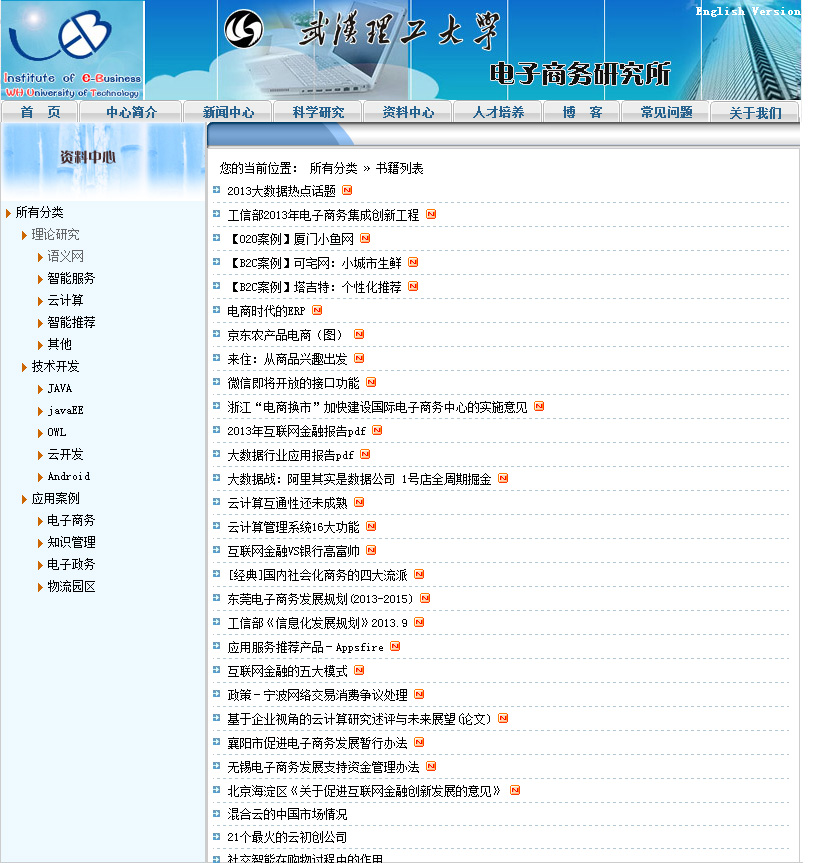 English Version
武汉理工大学
电子商务研究所
Institute of E-Business
WH University of Technology
首 页 中心简介 新闻中心 科学研究 资料中心 人才培养 博 客 常见问题 关于我们
资料中心
所有分类
理论研究
语义网
智能服务
云计算
智能推荐
其他
技术开发
JAVA
javaEE
OWL
云开发
Android
应用案例
电子商务
知识管理
电子政务
物流园区
您的当前位置： 所有分类 » 书籍列表
2013大数据热点话题
工信部2013年电子商务集成创新工程
【O2O案例】厦门小鱼网
【B2C案例】可宅网：小城市生鲜
【B2C案例】塔吉特：个性化推荐
电商时代的ERP
京东农产品电商（图）
来住：从商品兴趣出发
微信即将开放的接口功能
浙江“电商换市”加快建设国际电子商务中心的实施意见
2013年互联网金融报告pdf
大数据行业应用报告pdf
大数据战：阿里其实是数据公司 1号店全周期掘金
云计算互通性还未成熟
云计算管理系统16大功能
互联网金融VS银行高富帅
[经典]国内社会化商务的四大流派
东莞电子商务发展规划(2013-2015)
工信部《信息化发展规划》2013.9
应用服务推荐产品－Appsfire
互联网金融的五大模式
政策－宁波网络交易消费争议处理
基于企业视角的云计算研究述评与未来展望(论文)
襄阳市促进电子商务发展暂行办法
无锡电子商务发展支持资金管理办法
北京海淀区《关于促进互联网金融创新发展的意见》
混合云的中国市场情况
21个最火的云初创公司
社交智能在购物过程中的作用